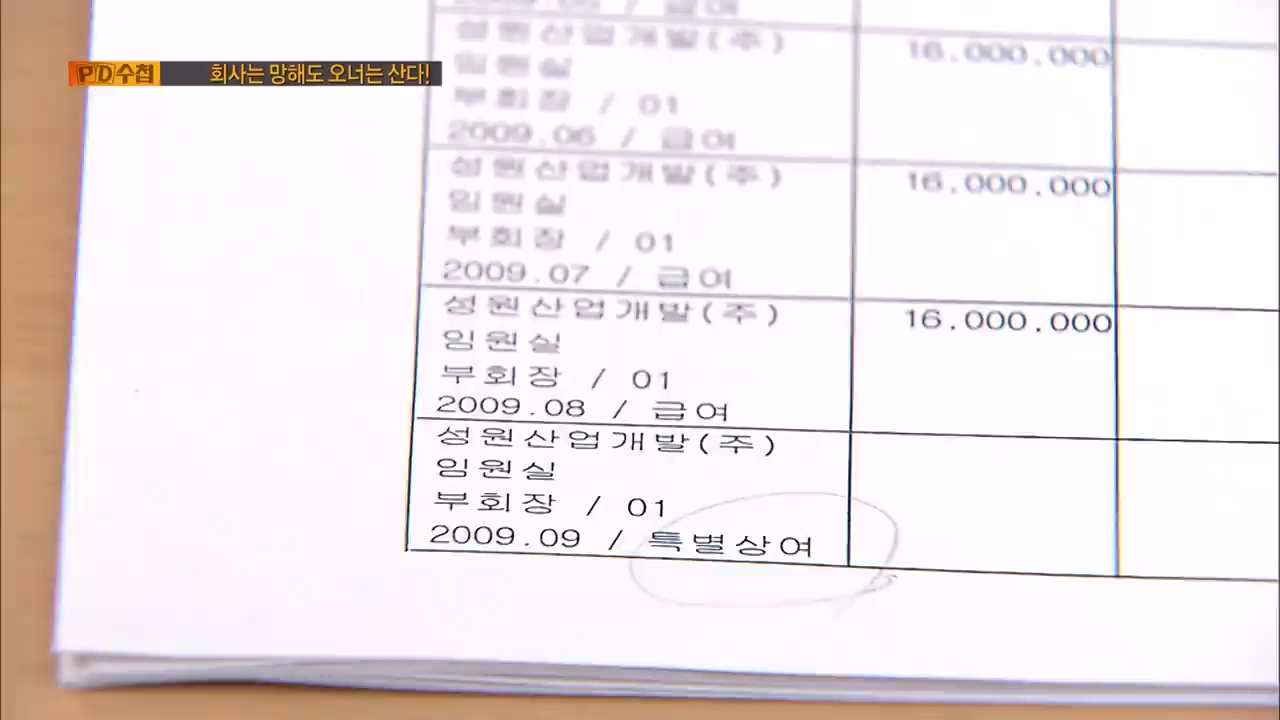 PD수첩 회사는 망해도 오너는 산다!
2009.05 / 급여
성원산업개발(주) 16,000,000
임원실
부회장 / 01
2009.06 / 급여
성원산업개발(주) 16,000,000
임원실
부회장 / 01
2009.07 / 급여
성원산업개발(주) 16,000,000
임원실
부회장 / 01
2009.08 / 급여
성원산업개발(주)
임원실
부회장 / 01
2009.09 / 특별상여